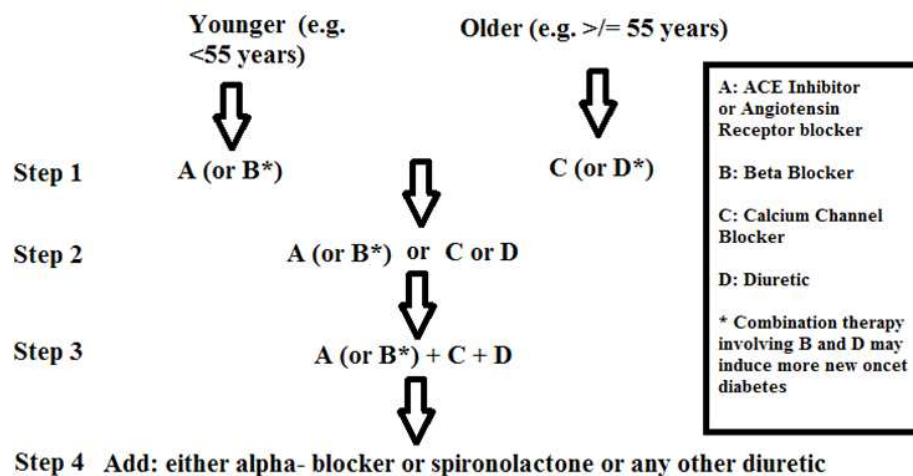 Younger (e.g.
<55 years)
Older (e.g. >/= 55 years)
Step 1 A (or B*) C (or D*)
Step 2 A (or B*) or C or D
Step 3 A (or B*) + C + D
Step 4 Add: either alpha- blocker or spironolactone or any other diuretic
A: ACE Inhibitor
or Angiotensin
Receptor blocker
B: Beta Blocker
C: Calcium Channel
Blocker
D: Diuretic
* Combination therapy
involving B and D may
induce more new oncet
diabetes